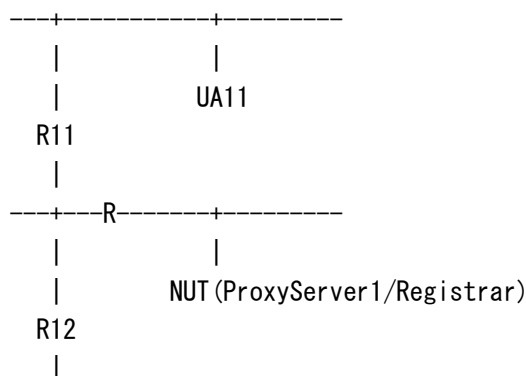 ---+-----------+---------
|           |
|          UA11
R11
|
---+---R-------+---------
|           |
|        NUT(ProxyServer1/Registrar)
R12
|